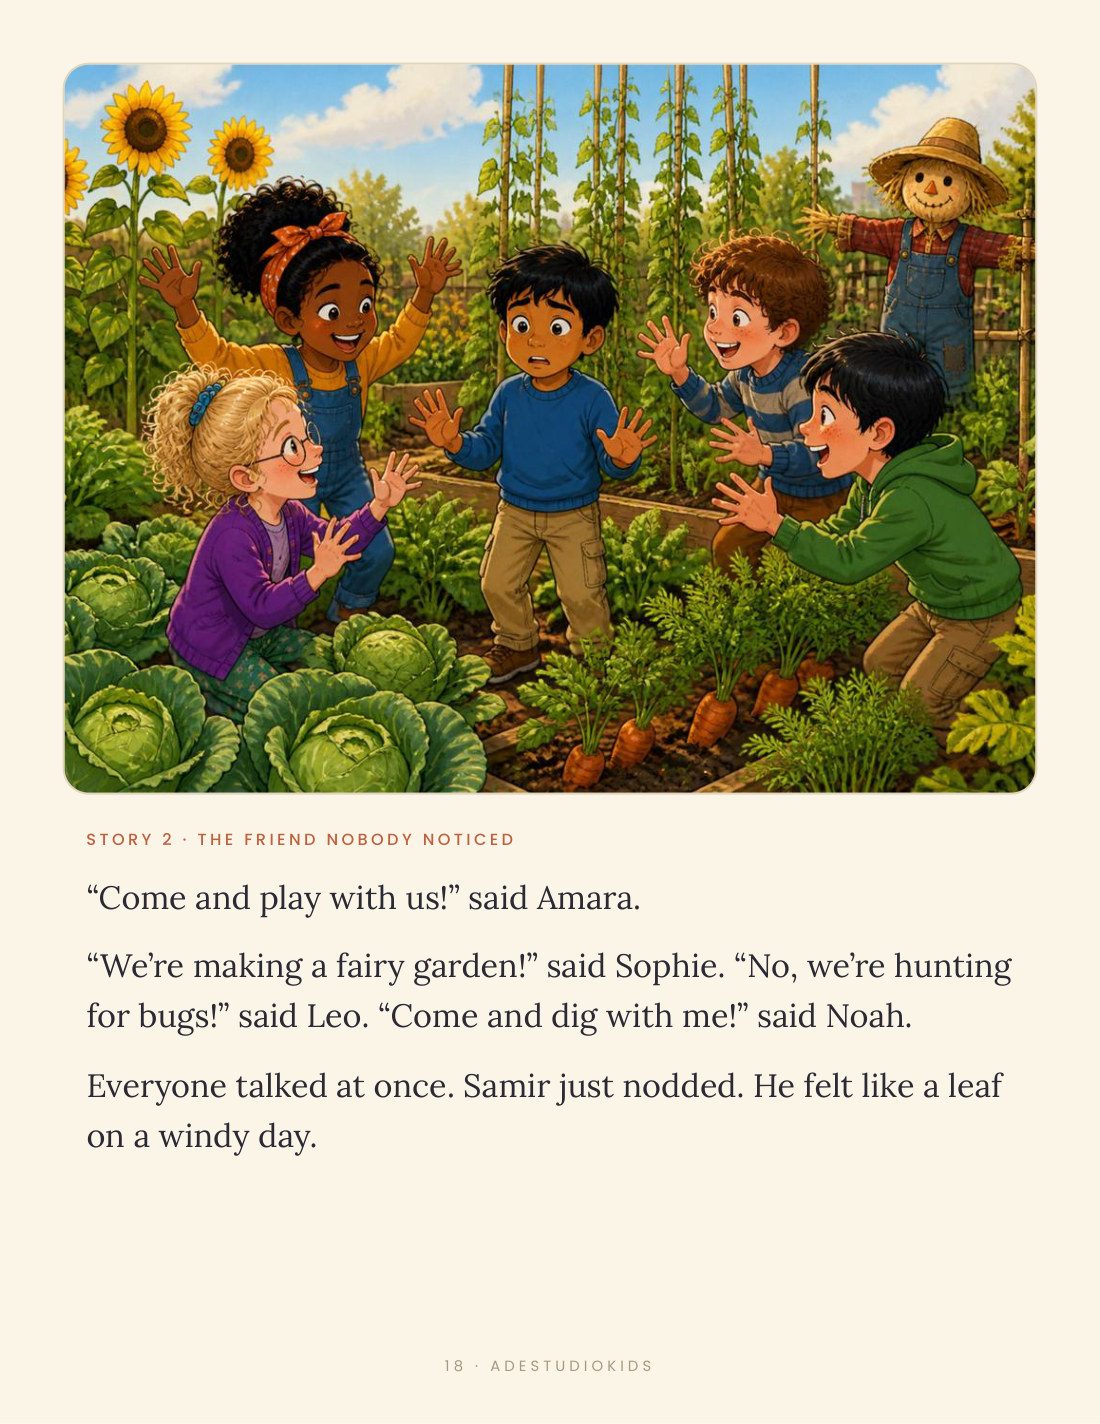 STORY 2 · THE FRIEND NOBODY NOTICED
“Come and play with us!” said Amara.
“We’re making a fairy garden!” said Sophie. “No, we’re hunting
for bugs!” said Leo. “Come and dig with me!” said Noah.
Everyone talked at once. Samir just nodded. He felt like a leaf
on a windy day.
18 · ADESTUDIOKIDS